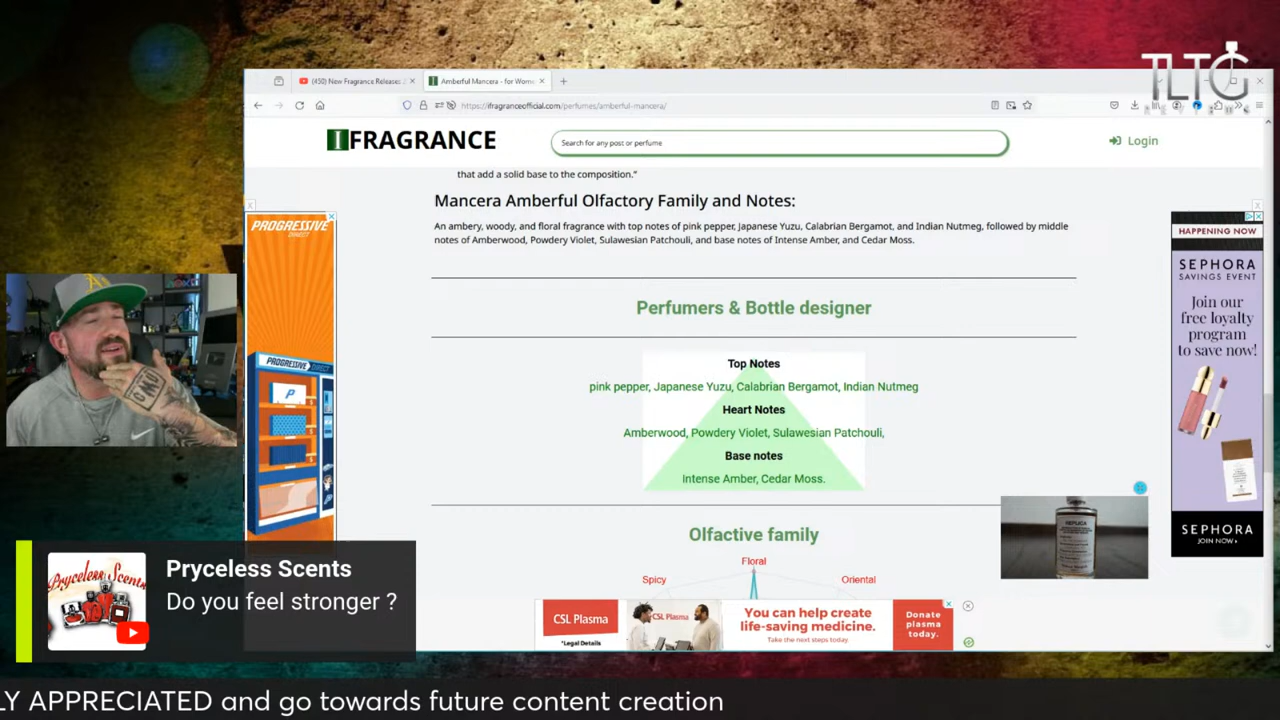 TLTG
(450) New Fragrance Releases
Amberful Mancera - for Wom
https://ifragranceofficial.com/perfumes/amberful-mancera/
IFRAGRANCE
Search for any post or perfume
Login
that add a solid base to the composition."
Mancera Amberful Olfactory Family and Notes:
An ambery, woody, and floral fragrance with top notes of pink pepper, Japanese Yuzu, Calabrian Bergamot, and Indian Nutmeg, followed by middle
notes of Amberwood, Powdery Violet, Sulawesian Patchouli, and base notes of Intense Amber, and Cedar Moss.
Perfumers & Bottle designer
Top Notes
pink pepper, Japanese Yuzu, Calabrian Bergamot, Indian Nutmeg
Heart Notes
Amberwood, Powdery Violet, Sulawesian Patchouli,
Base notes
Intense Amber, Cedar Moss.
Olfactive family
Floral
Spicy
Oriental
PROGRESSIVE
DIRECT
PROGRESSIVE
P
HAPPENING NOW
SEPHORA
SAVINGS EVENT
Join our
free loyalty
program
to save now!
SEPHORA
JOIN NOW
REPLICA
CSL Plasma
*Legal Details
CSL Plasma
You can help create
life-saving medicine.
Take the next steps today.
Donate
plasma
today.
CMD
Pryceless Scents
Pryceless Scents
Do you feel stronger ?
LY APPRECIATED and go towards future content creation